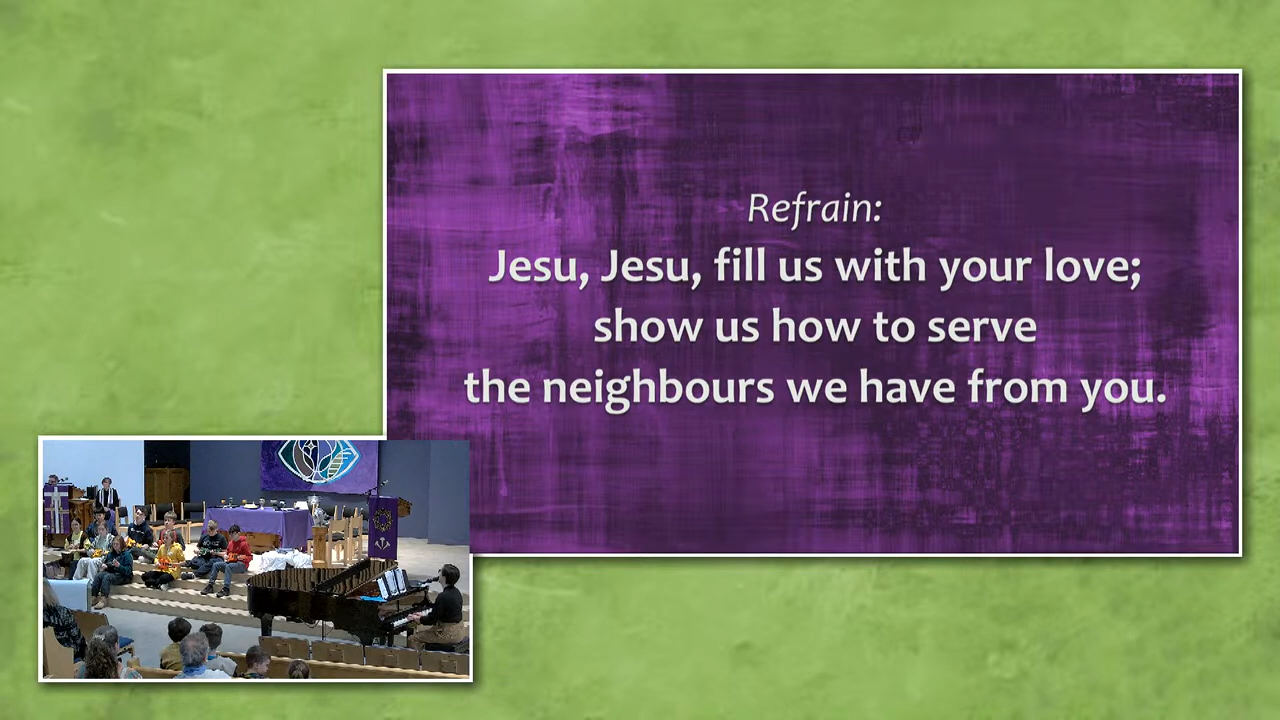 Refrain:
Jesu, Jesu, fill us with your love;
show us how to serve
the neighbours we have from you.